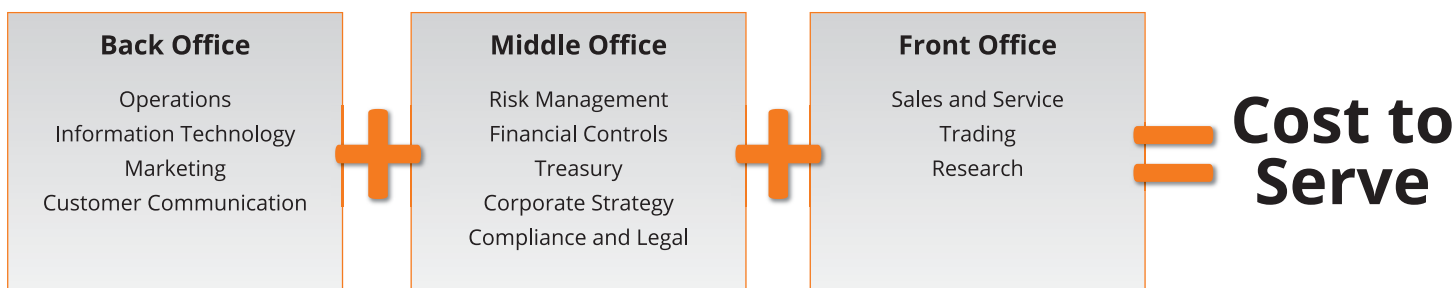 Back Office
Operations
Information Technology
Marketing
Customer Communication
+
Middle Office
Risk Management
Financial Controls
Treasury
Corporate Strategy
Compliance and Legal
+
Front Office
Sales and Service
Trading
Research
=
Cost to
Serve